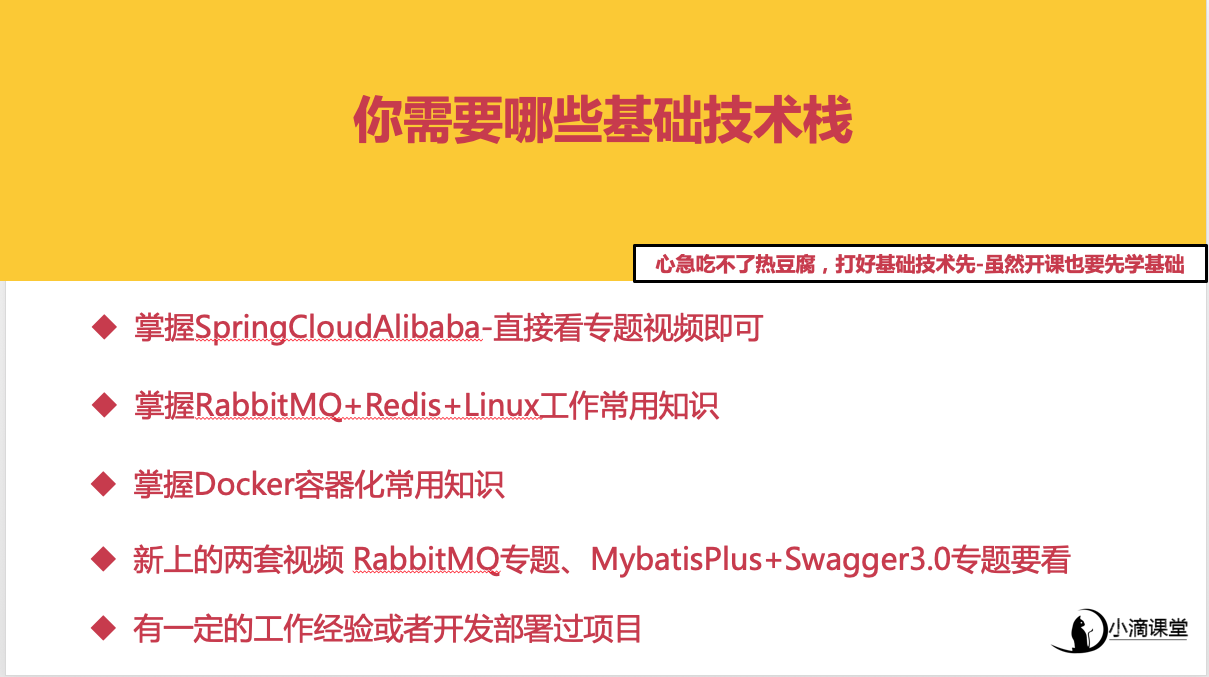 你需要哪些基础技术栈
心急吃不了热豆腐，打好基础技术先-虽然开课也要先学基础
掌握SpringCloudAlibaba-直接看专题视频即可
掌握RabbitMQ+Redis+Linux工作常用知识
掌握Docker容器化常用知识
新上的两套视频 RabbitMQ专题、MybatisPlus+Swagger3.0专题要看
有一定的工作经验或者开发部署过项目
小滴课堂